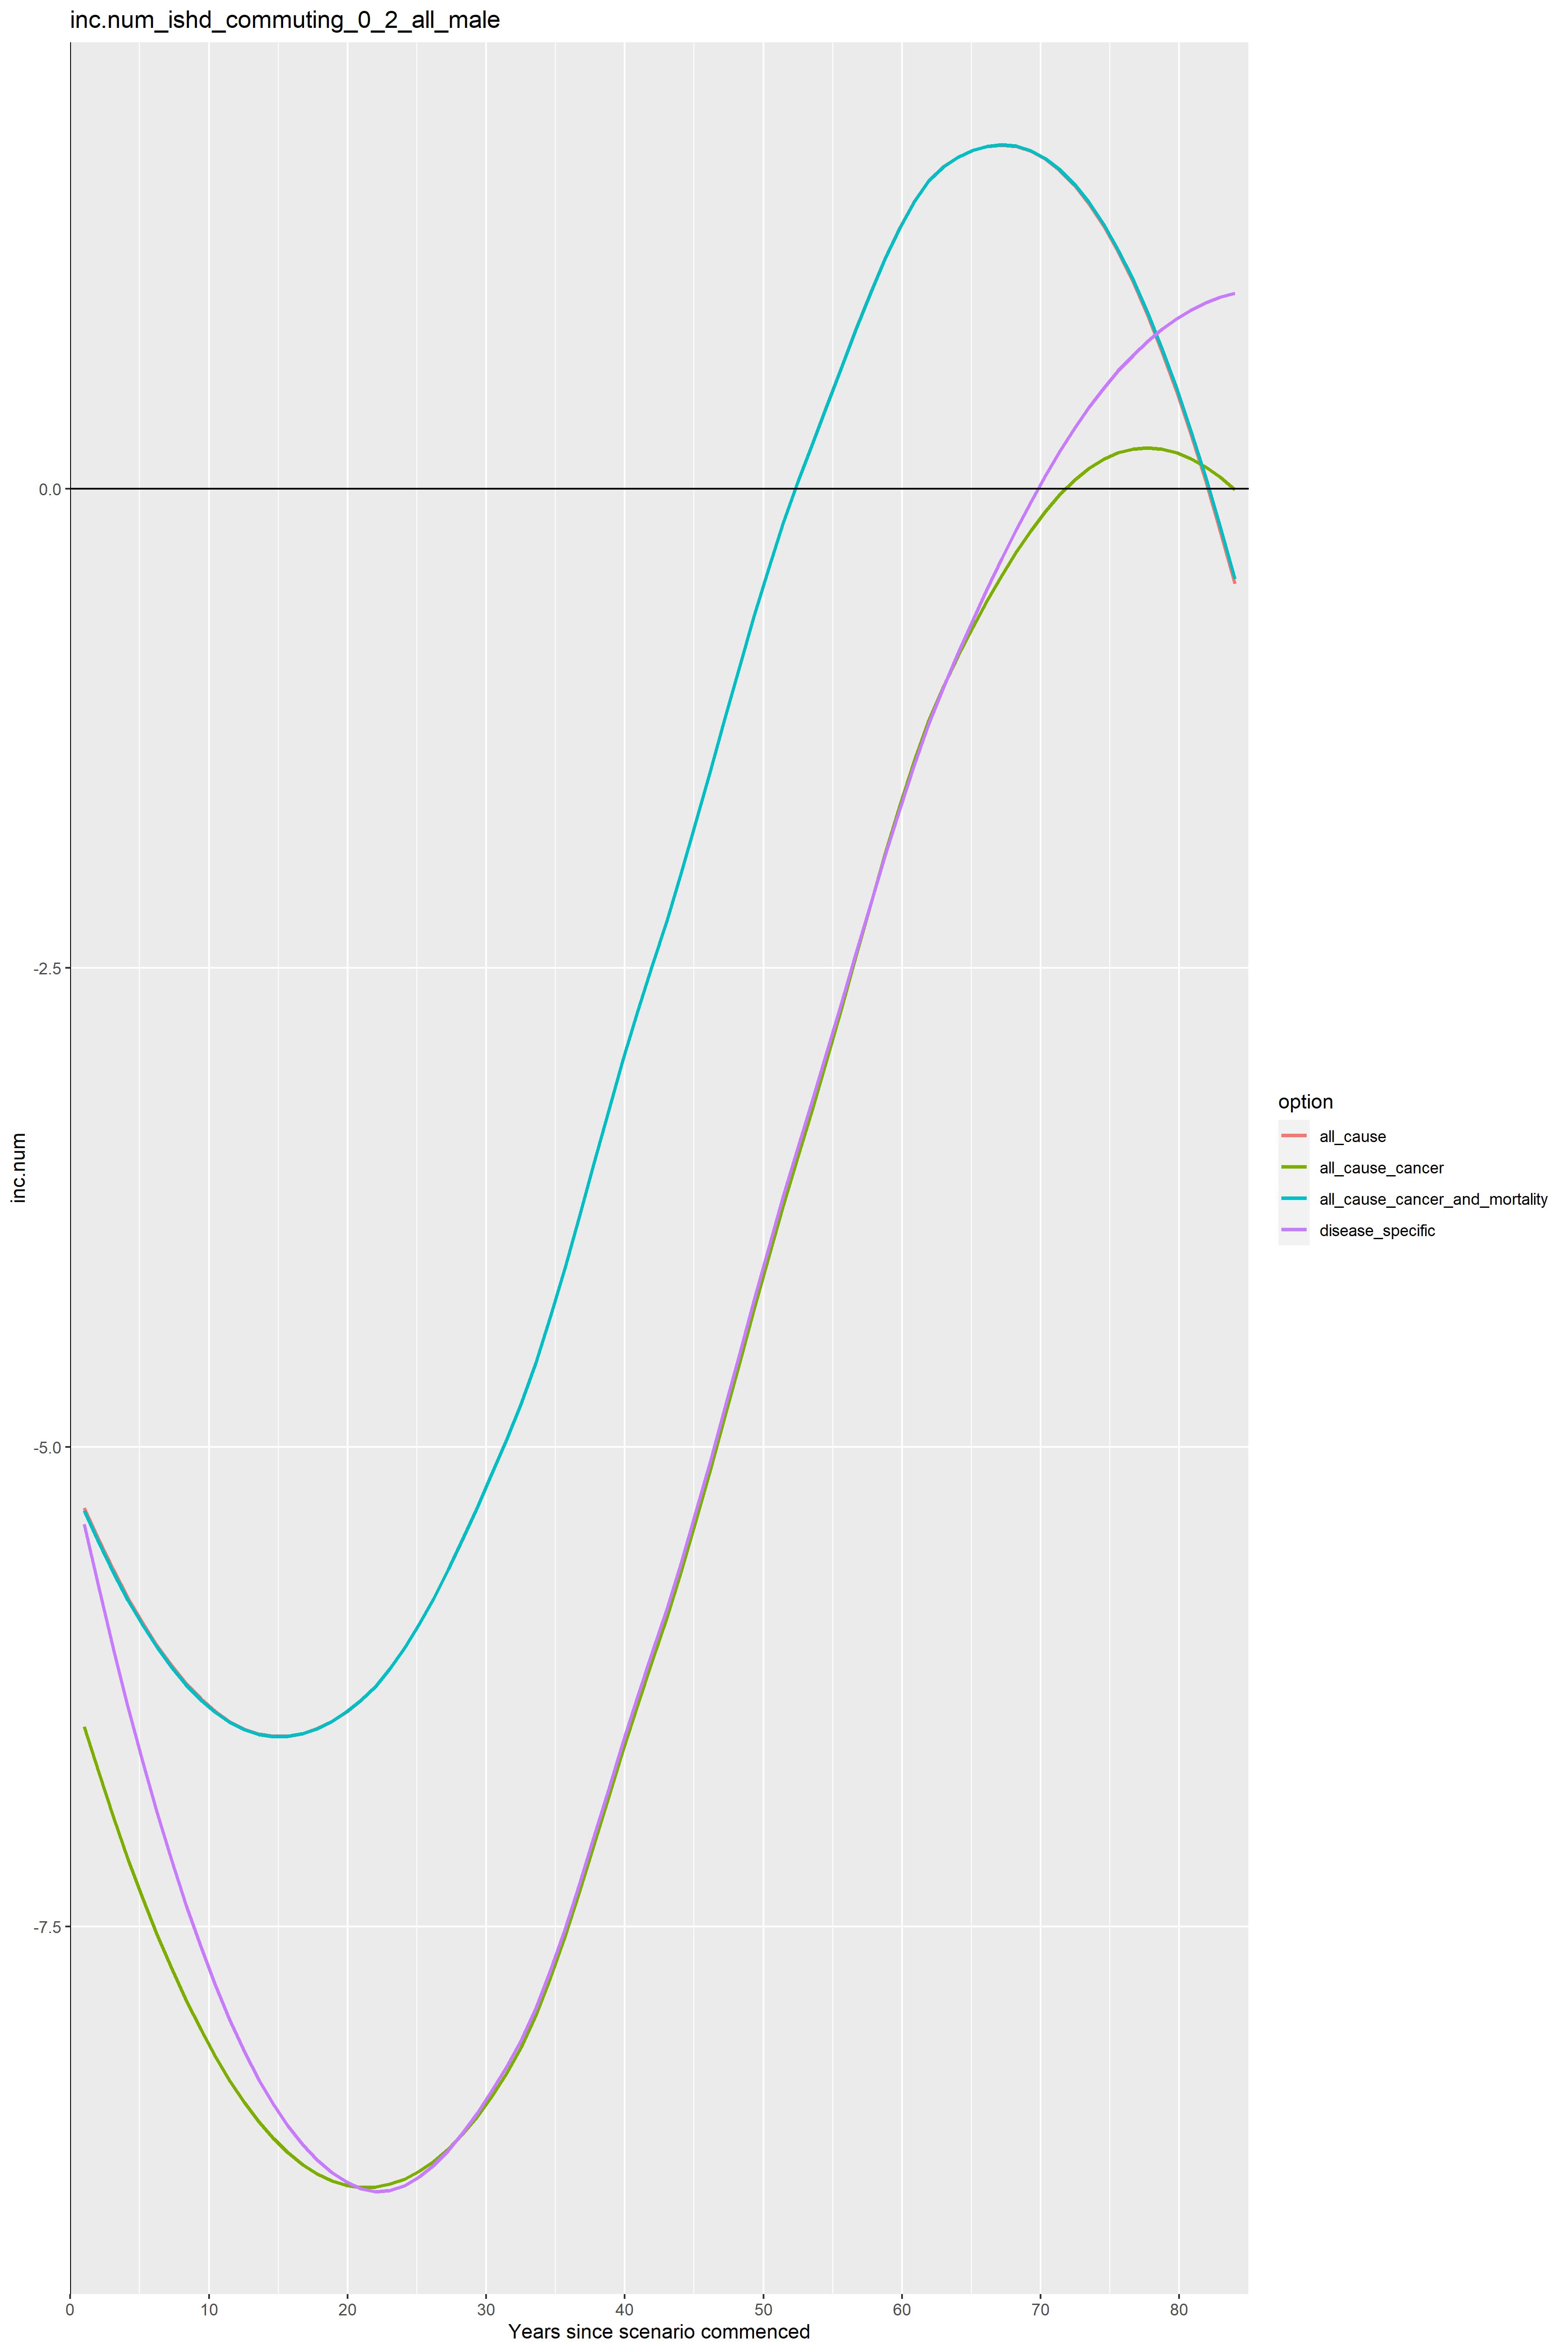 inc.num_ishd_commuting_0_2_all_male
0.0
-2.5
-5.0
-7.5
inc.num
0 10 20 30 40 50 60 70 80
Years since scenario commenced
option
all_cause
all_cause_cancer
all_cause_cancer_and_mortality
disease_specific